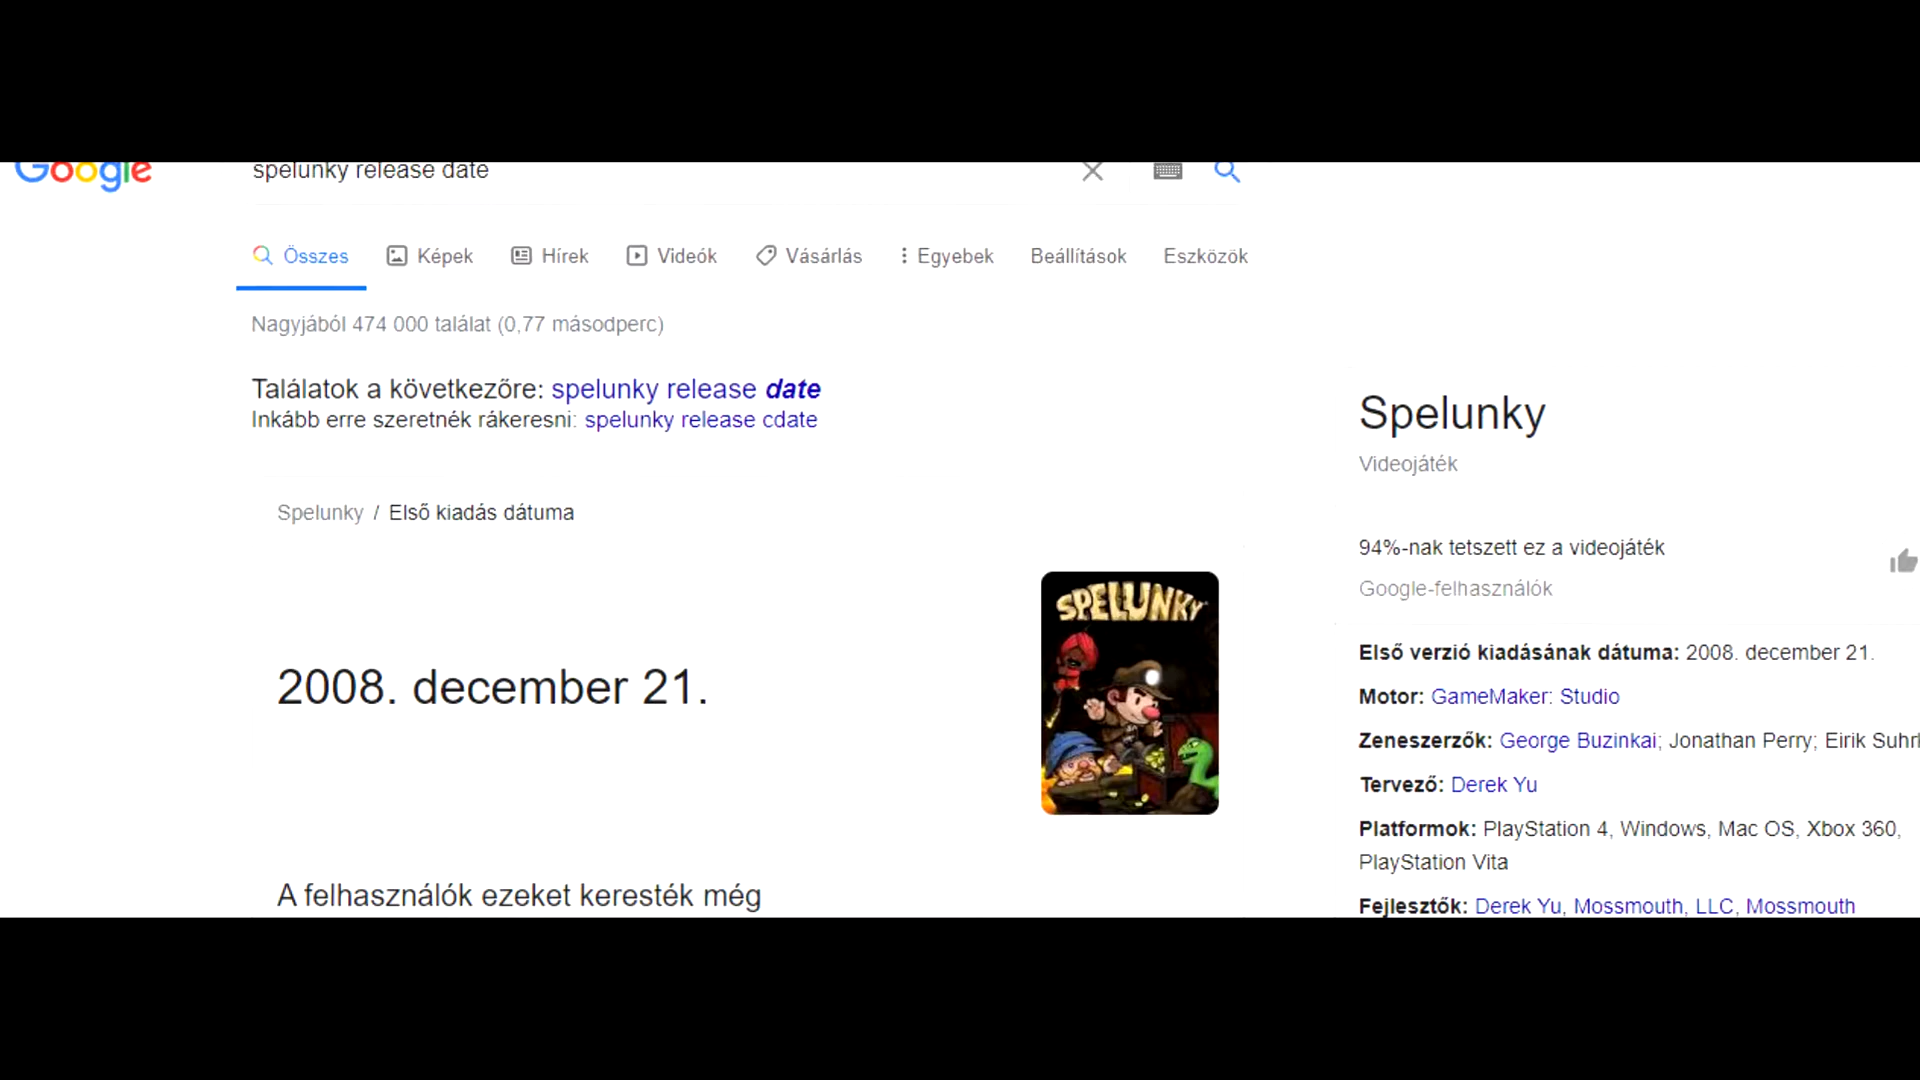 Google
spelunky release date
Összes Képek Hírek Videók Vásárlás Egyebek Beállítások Eszközök
Nagyjából 474 000 találat (0,77 másodperc)
Találatok a következőre: spelunky release date
Inkább erre szeretnék rákeresni: spelunky release cdate
Spelunky / Első kiadás dátuma
2008. december 21.
SPELUNKY
A felhasználók ezeket keresték még
Spelunky
Videojáték
94%-nak tetszett ez a videojáték
Google-felhasználók
Első verzió kiadásának dátuma: 2008. december 21.
Motor: GameMaker: Studio
Zeneszerzők: George Buzinkai; Jonathan Perry; Eirik
Tervező: Derek Yu
Platformok: PlayStation 4, Windows, Mac OS, Xbox 360,
PlayStation Vita
Fejlesztők: Derek Yu, Mossmouth, LLC, Mossmouth